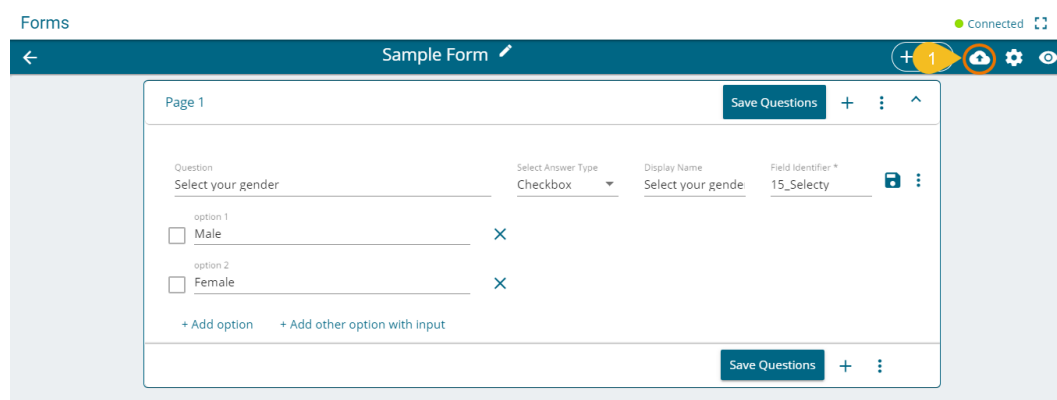 Forms
Connected
Sample Form
1
Page 1
Save Questions
Question
Select Answer Type
Display Name
Field Identifier *
Select your gender
Checkbox
Select your gende
15_Selecty
option 1
Male
option 2
Female
+ Add option
+ Add other option with input
Save Questions